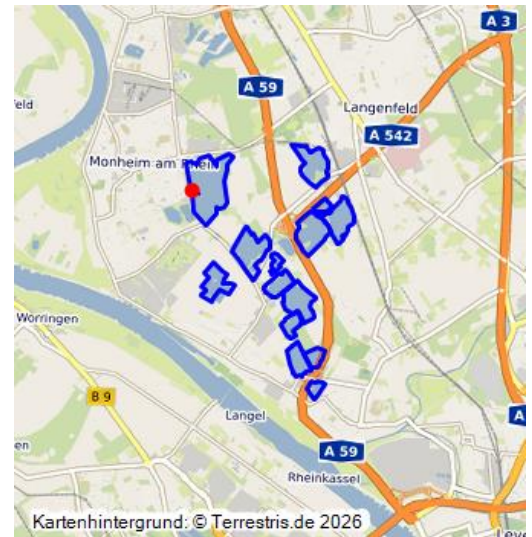 A 3
A 59
Langenfeld
A 542
Monheim am Rhein
Worringen
B 9
Langel
A 59
Rheinkassel
Kartenhintergrund: © Terrestris.de 2026